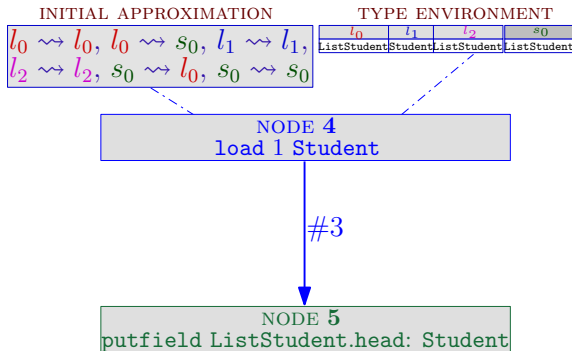 INITIAL APPROXIMATION
l₀ ⇝ l₀, l₀ ⇝ s₀, l₁ ⇝ l₁,
l₂ ⇝ l₂, s₀ ⇝ l₀, s₀ ⇝ s₀
TYPE ENVIRONMENT
l₀ l₁ l₂ s₀
ListStudent Student ListStudent ListStudent
NODE 4
load 1 Student
#3
NODE 5
putfield ListStudent.head: Student